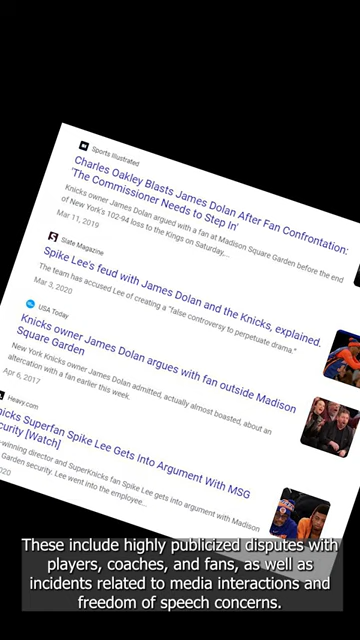 Sports Illustrated
Charles Oakley Blasts James Dolan After Fan Confrontation:
'The Commissioner Needs to Step In'
Knicks owner James Dolan argued with a fan at Madison Square Garden before the end
of New York's 102-94 loss to the Kings on Saturday,...
Mar 11, 2019
Slate Magazine
Spike Lee's feud with James Dolan and the Knicks, explained.
The team has accused Lee of creating a "false controversy to perpetuate drama."
Mar 3, 2020
USA Today
Knicks owner James Dolan argues with fan outside Madison
Square Garden
New York Knicks owner James Dolan admitted, actually almost boasted, about an
altercation with a fan earlier this week.
Apr 6, 2017
Heavy.com
nicks Superfan Spike Lee Gets Into Argument With MSG
curity [Watch]
-winning director and SuperKnicks fan Spike Lee gets into argument with Madison
Garden security. Lee went into the employee...
2020
These include highly publicized disputes with
players, coaches, and fans, as well as
incidents related to media interactions and
freedom of speech concerns.